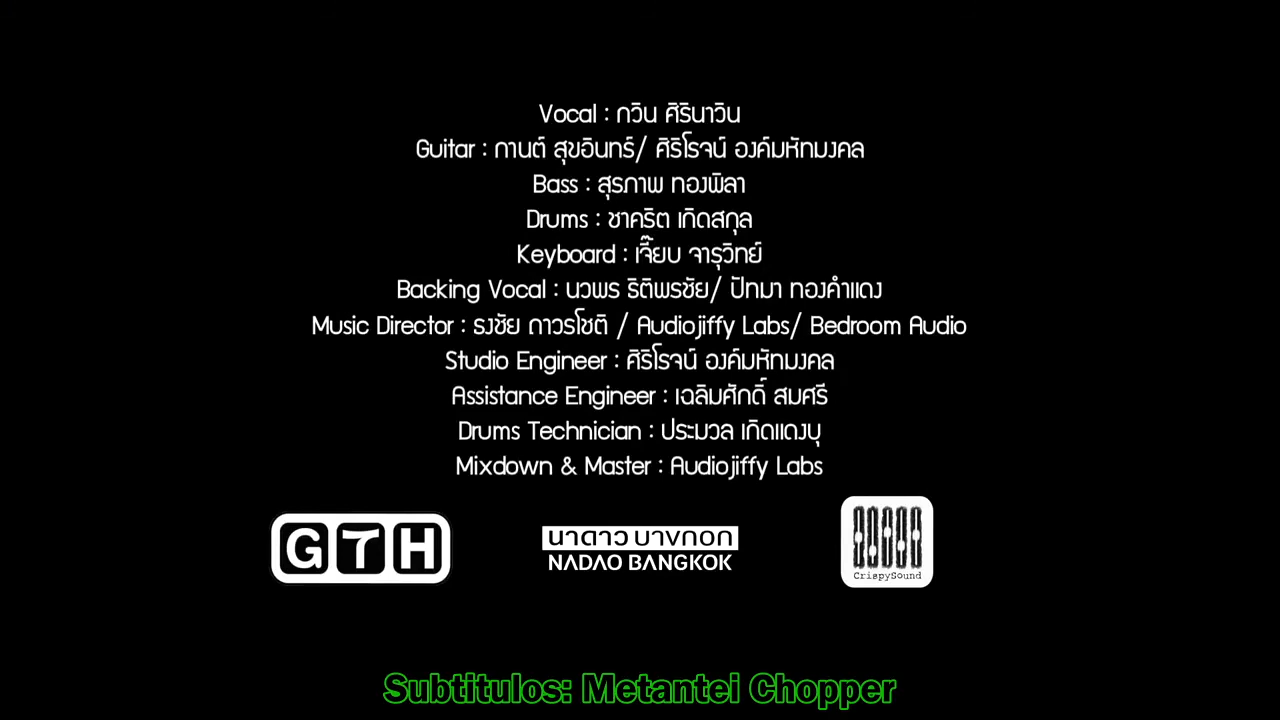 Vocal : กวิน ศิรินาวิน
Guitar : กานต์ สุขอินทร์/ ศิริโรจน์ องค์มหัทมงคล
Bass : สุรภาพ ทองพิลา
Drums : ชาคริต เกิดสกุล
Keyboard : เจี๊ยบ จารุวิทย์
Backing Vocal : นวพร ธิติพรชัย/ ปัทมา ทองคำแดง
Music Director : ธงชัย ถาวรโชติ / Audiojiffy Labs/ Bedroom Audio
Studio Engineer : ศิริโรจน์ องค์มหัทมงคล
Assistance Engineer : เฉลิมศักดิ์ สมศรี
Drums Technician : ประมวล เกิดแดงบุ
Mixdown & Master : Audiojiffy Labs
GTH
นาดาว บางกอก
NADAO BANGKOK
CrispySound
Subtitulos: Metantei Chopper